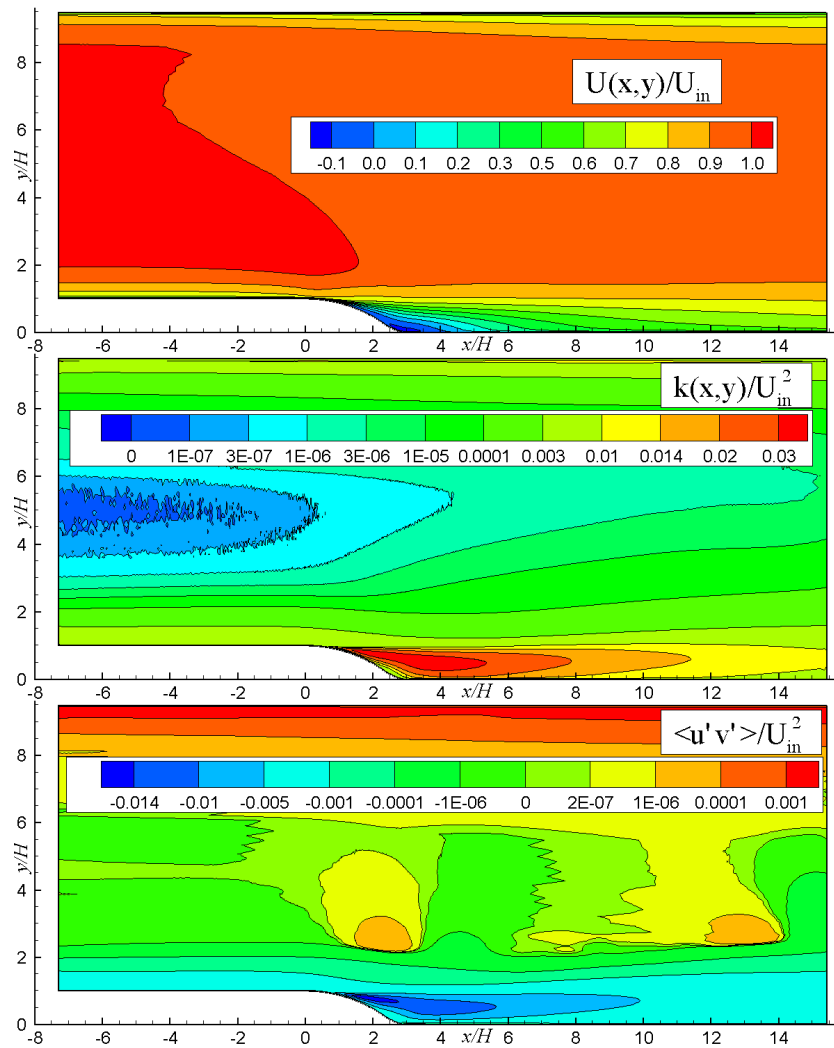 8
6
4
2
0
y/H
U(x,y)/U_in
-0.1 0.0 0.1 0.2 0.3 0.5 0.6 0.7 0.8 0.9 1.0
-8 -6 -4 -2 0 2 4 6 8 10 12 14
x/H
8
6
4
2
0
y/H
k(x,y)/U_in^2
0 1E-07 3E-07 1E-06 3E-06 1E-05 0.0001 0.003 0.01 0.014 0.02 0.03
-8 -6 -4 -2 0 2 4 6 8 10 12 14
x/H
8
6
4
2
0
y/H
<u'v'>/U_in^2
-0.014 -0.01 -0.005 -0.001 -0.0001 -1E-06 0 2E-07 1E-06 0.0001 0.001
-8 -6 -4 -2 0 2 4 6 8 10 12 14
x/H